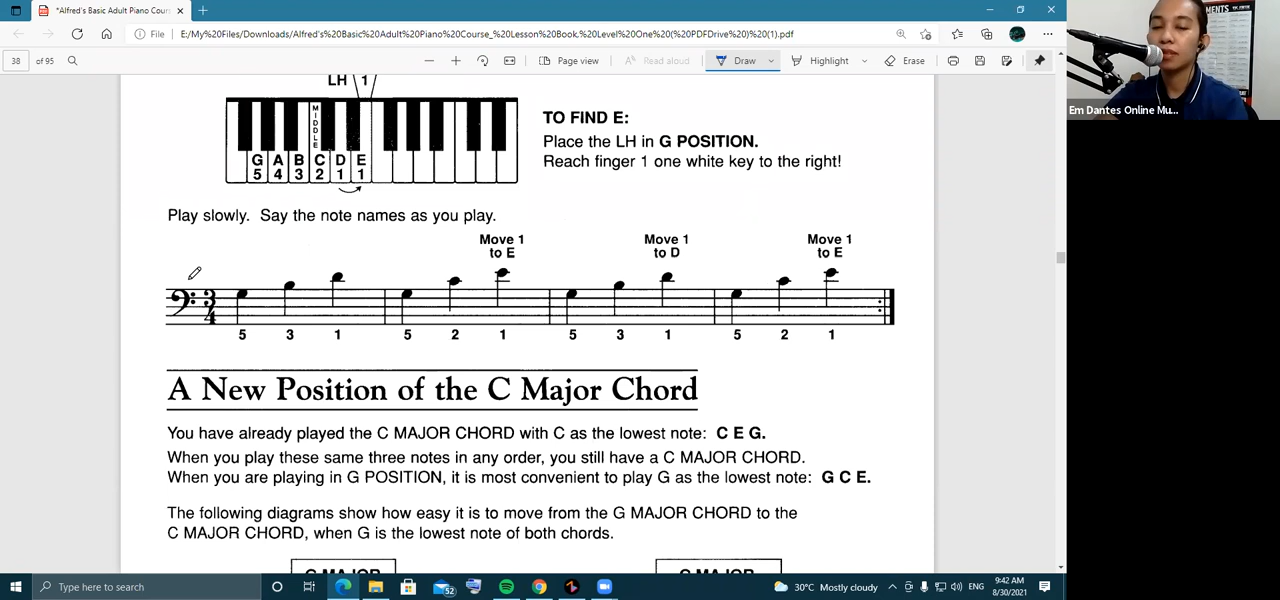 *Alfred's Basic Adult Piano Cour
File
E:/My%20Files/Downloads/Alfred's%20Basic%20Adult%20Piano%20Course_%20Lesson%20Book.%20Level%20One%20(%20PDFDrive%20)%20(1).pdf
38 of 95
Page view
Read aloud
Draw
Highlight
Erase
MENTS
Em Dantes Online Mu...
LH 1
MIDDLE
G A B C D E
5 4 3 2 1 1
TO FIND E:
Place the LH in G POSITION.
Reach finger 1 one white key to the right!
Play slowly. Say the note names as you play.
Move 1 Move 1 Move 1
to E to D to E
3
4
5 3 1 5 2 1 5 3 1 5 2 1
A New Position of the C Major Chord
You have already played the C MAJOR CHORD with C as the lowest note: C E G.
When you play these same three notes in any order, you still have a C MAJOR CHORD.
When you are playing in G POSITION, it is most convenient to play G as the lowest note: G C E.
The following diagrams show how easy it is to move from the G MAJOR CHORD to the
C MAJOR CHORD, when G is the lowest note of both chords.
G MAJOR C MAJOR
Type here to search
52
30°C Mostly cloudy
ENG
9:42 AM
8/30/2021